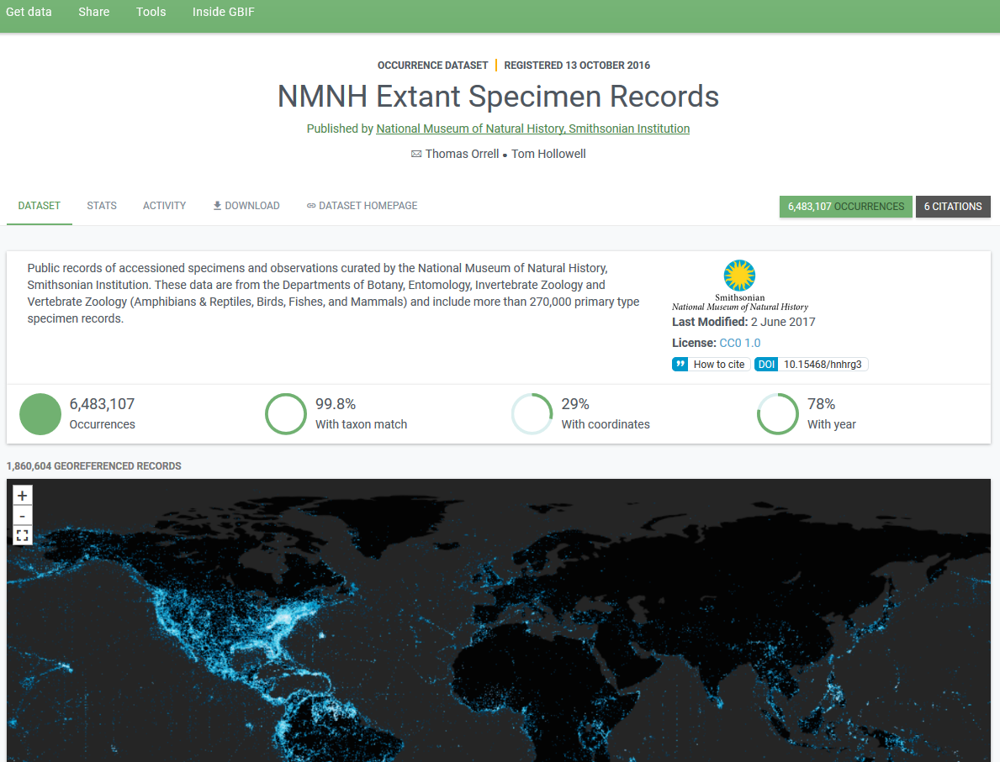 Get data Share Tools Inside GBIF
OCCURRENCE DATASET | REGISTERED 13 OCTOBER 2016
NMNH Extant Specimen Records
Published by National Museum of Natural History, Smithsonian Institution
Thomas Orrell • Tom Hollowell
DATASET STATS ACTIVITY DOWNLOAD DATASET HOMEPAGE 6,483,107 OCCURRENCES 6 CITATIONS
Public records of accessioned specimens and observations curated by the National Museum of Natural History,
Smithsonian Institution. These data are from the Departments of Botany, Entomology, Invertebrate Zoology and
Vertebrate Zoology (Amphibians & Reptiles, Birds, Fishes, and Mammals) and include more than 270,000 primary type
specimen records.
Smithsonian
National Museum of Natural History
Last Modified: 2 June 2017
License: CC0 1.0
How to cite DOI 10.15468/hnhrg3
6,483,107
Occurrences
99.8%
With taxon match
29%
With coordinates
78%
With year
1,860,604 GEOREFERENCED RECORDS
+
-